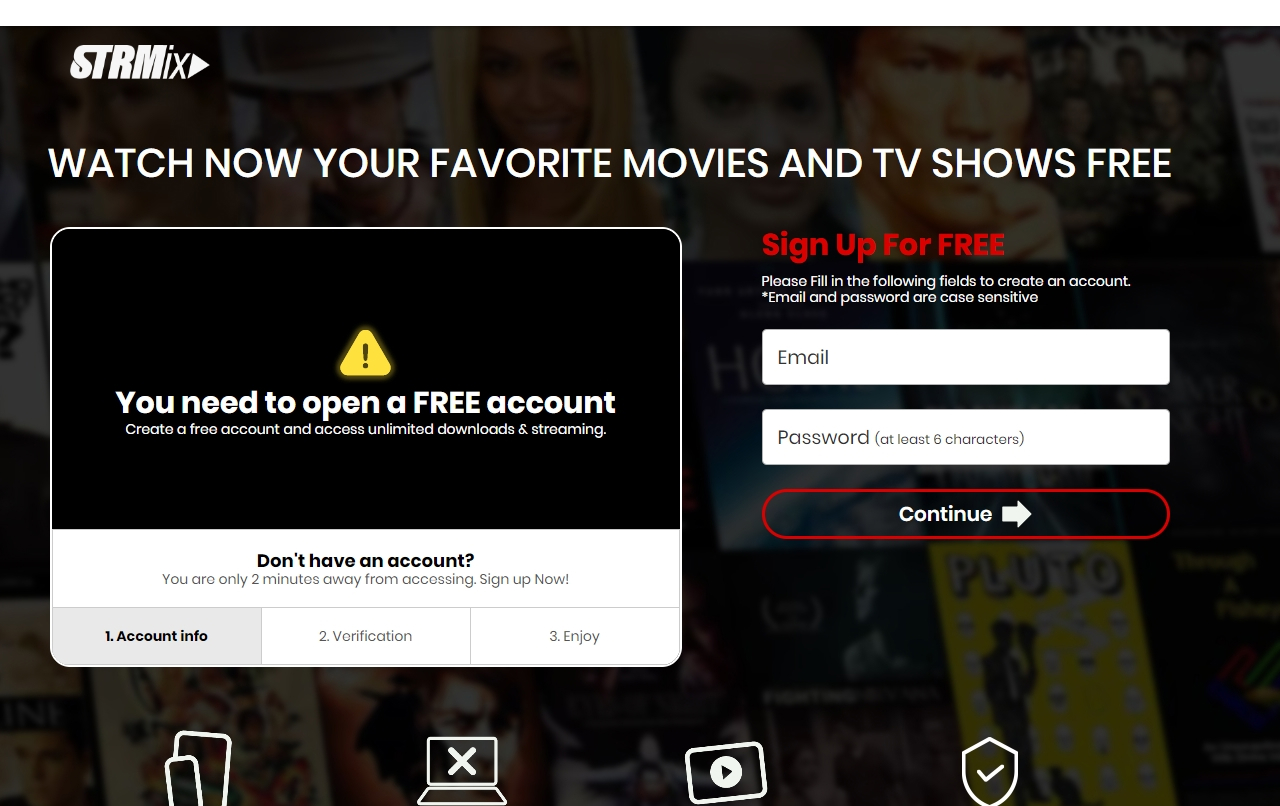 STRMix
WATCH NOW YOUR FAVORITE MOVIES AND TV SHOWS FREE
You need to open a FREE account
Create a free account and access unlimited downloads & streaming.
Don't have an account?
You are only 2 minutes away from accessing. Sign up Now!
1. Account info
2. Verification
3. Enjoy
Sign Up For FREE
Please Fill in the following fields to create an account.
*Email and password are case sensitive
Email
Password (at least 6 characters)
Continue
PLUTO
Through
A